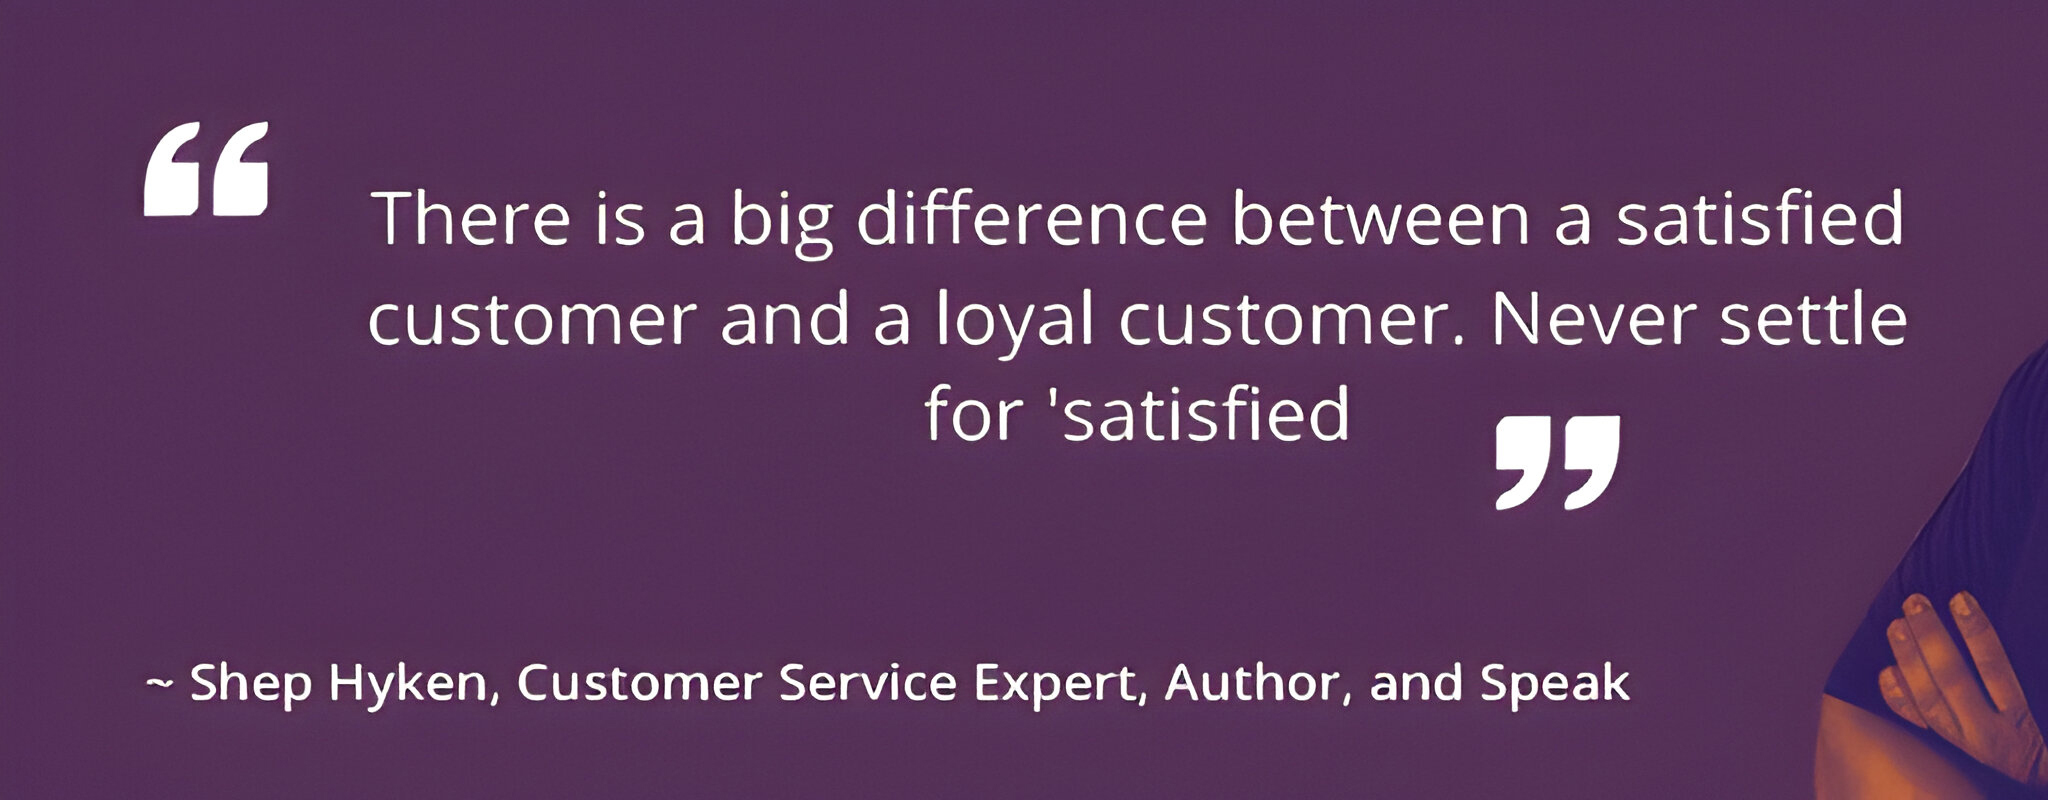 “There is a big difference between a satisfied
customer and a loyal customer. Never settle
for 'satisfied”
~ Shep Hyken, Customer Service Expert, Author, and Speak